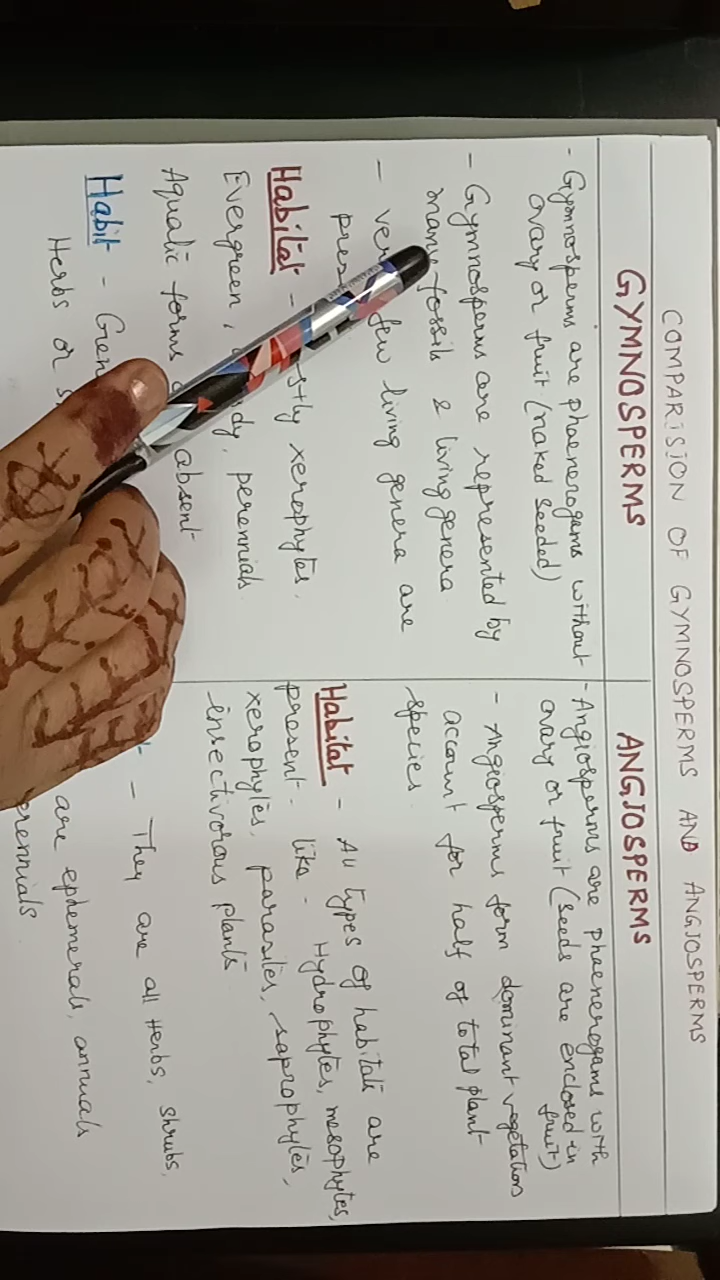 COMPARISION OF GYMNOSPERMS AND ANGIOSPERMS
GYMNOSPERMS
- Gymnosperms are phaenerogams without
ovary or fruit (naked seeded)
- Gymnosperms are represented by
many fossils & living genera
- very few living genera are
Habitat - xerophytes.
Evergreen, perennials
Aquatic forms absent
Habit -
Herbs or
ANGIOSPERMS
- Angiosperms are phaenerogams with
ovary or fruit (seeds are enclosed in
fruit)
- Angiosperms form dominant vegetation
account for half of total plant
species.
Habitat - All types of habitats are
present. like - Hydrophytes, mesophytes,
xerophytes, parasites, saprophytes,
insectivorous plants
- They are all Herbs, shrubs,
are ephemerals, annuals